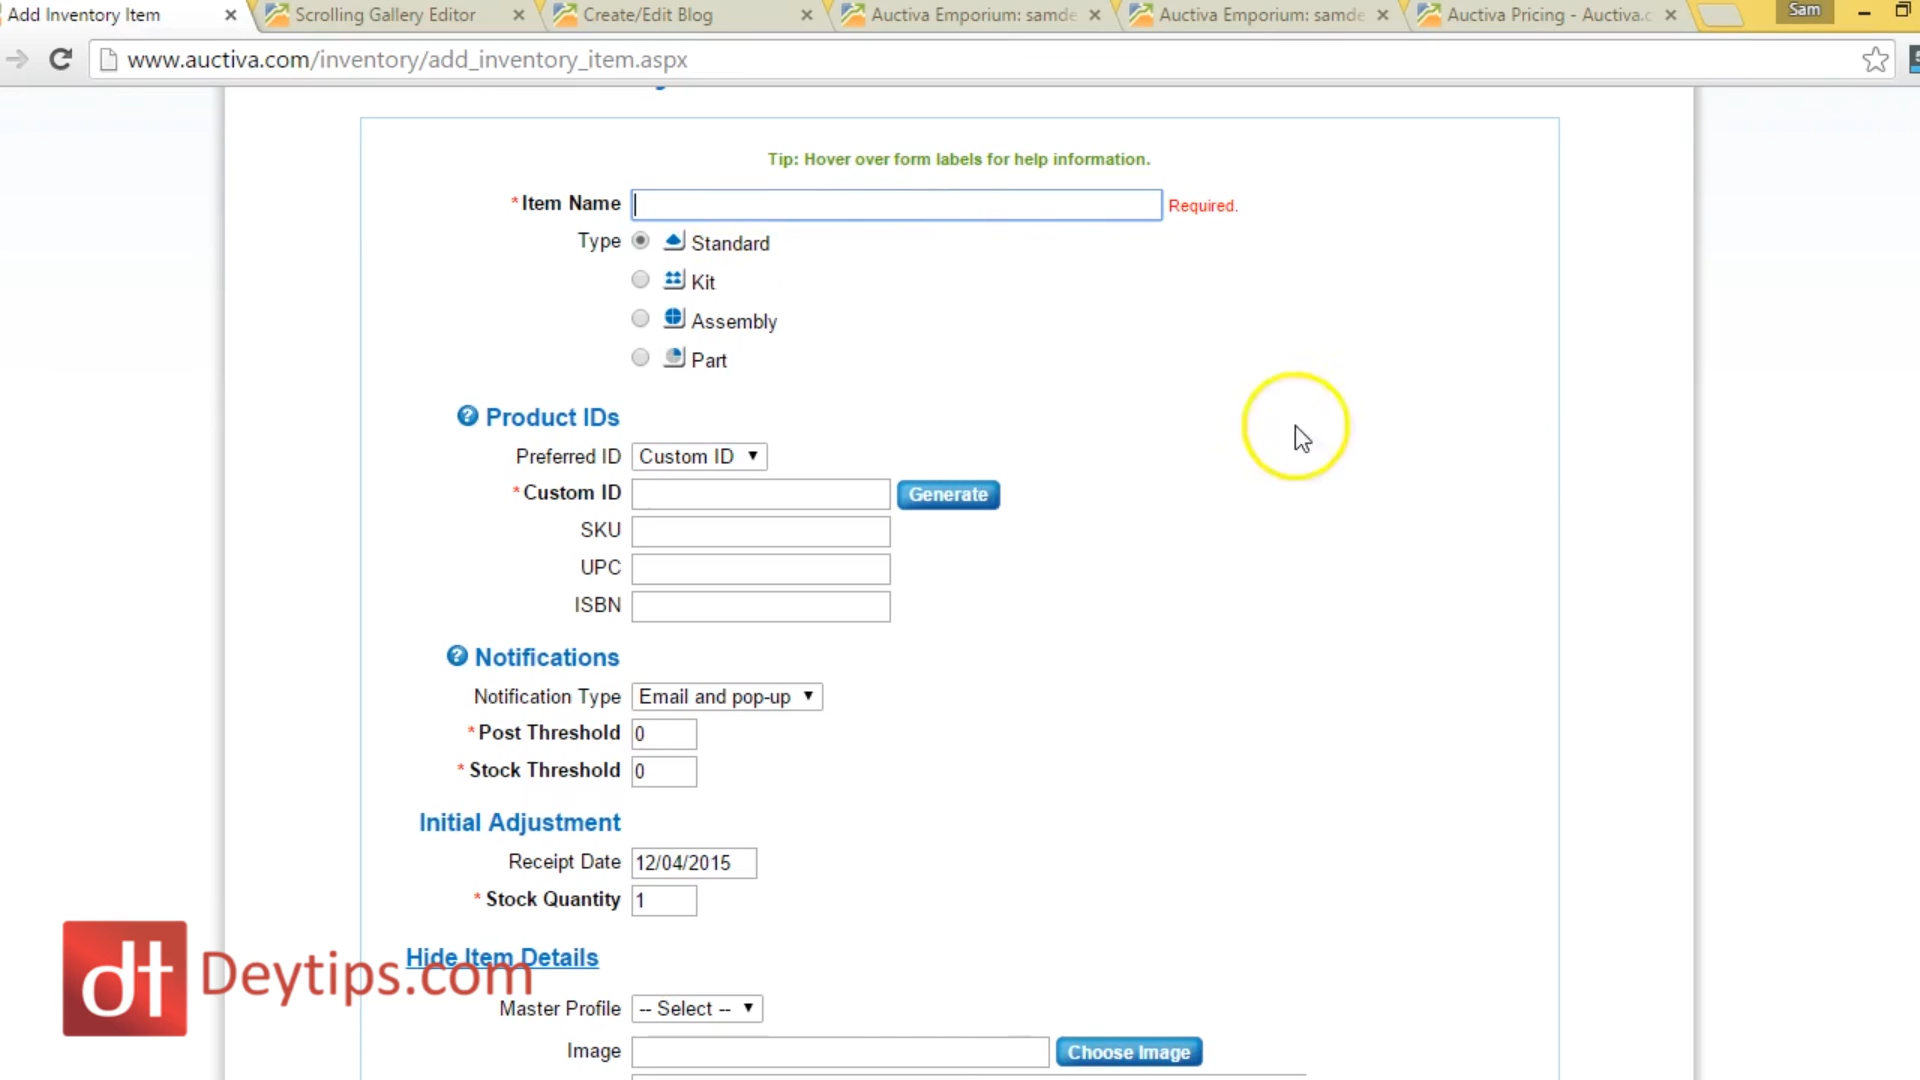 Add Inventory Item × Scrolling Gallery Editor × Create/Edit Blog × Auctiva Emporium: samde × Auctiva Emporium: samde × Auctiva Pricing - Auctiva.c × Sam
www.auctiva.com/inventory/add_inventory_item.aspx
Tip: Hover over form labels for help information.
*Item Name Required.
Type Standard
Kit
Assembly
Part
? Product IDs
Preferred ID Custom ID ▼
*Custom ID Generate
SKU
UPC
ISBN
? Notifications
Notification Type Email and pop-up ▼
*Post Threshold 0
*Stock Threshold 0
Initial Adjustment
Receipt Date 12/04/2015
*Stock Quantity 1
Hide Item Details
dt Deytips.com
Master Profile -- Select -- ▼
Image Choose Image